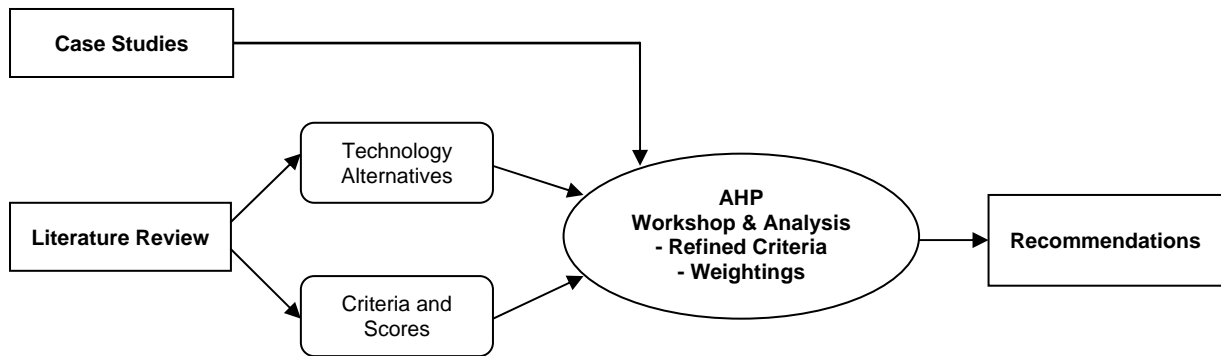 Case Studies
Technology
Alternatives
Literature Review
Criteria and
Scores
AHP
Workshop & Analysis
- Refined Criteria
- Weightings
Recommendations